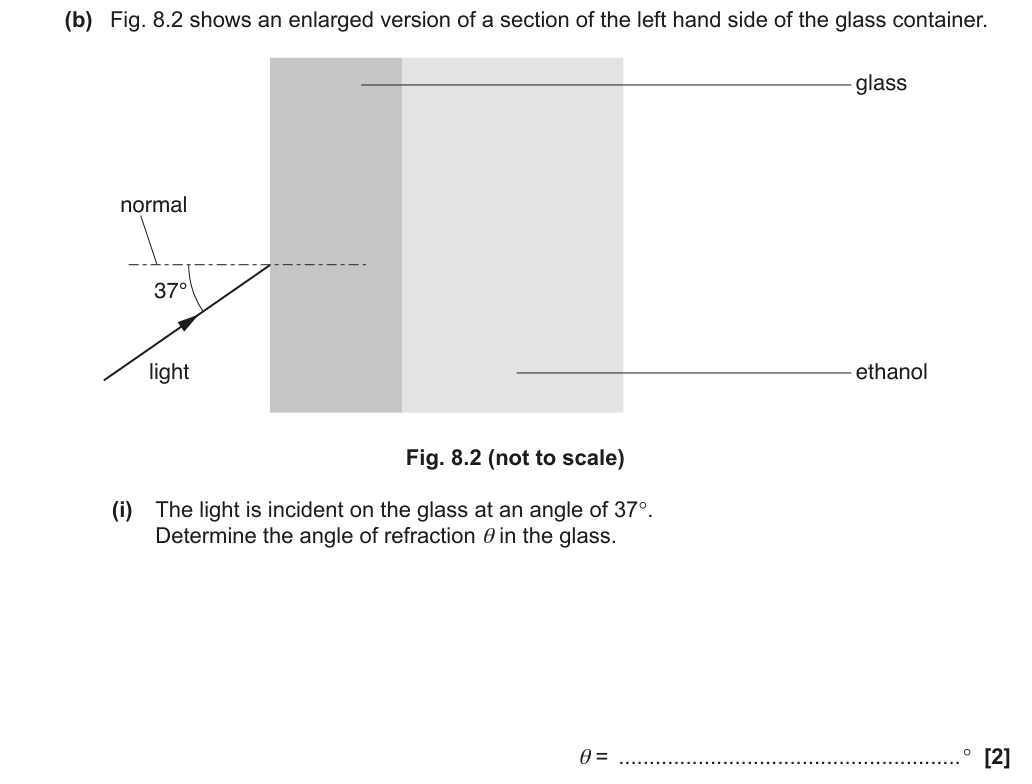 (b) Fig. 8.2 shows an enlarged version of a section of the left hand side of the glass container.
glass
normal
37°
light
ethanol
Fig. 8.2 (not to scale)
(i) The light is incident on the glass at an angle of 37°.
Determine the angle of refraction θ in the glass.
θ = ........................................................° [2]